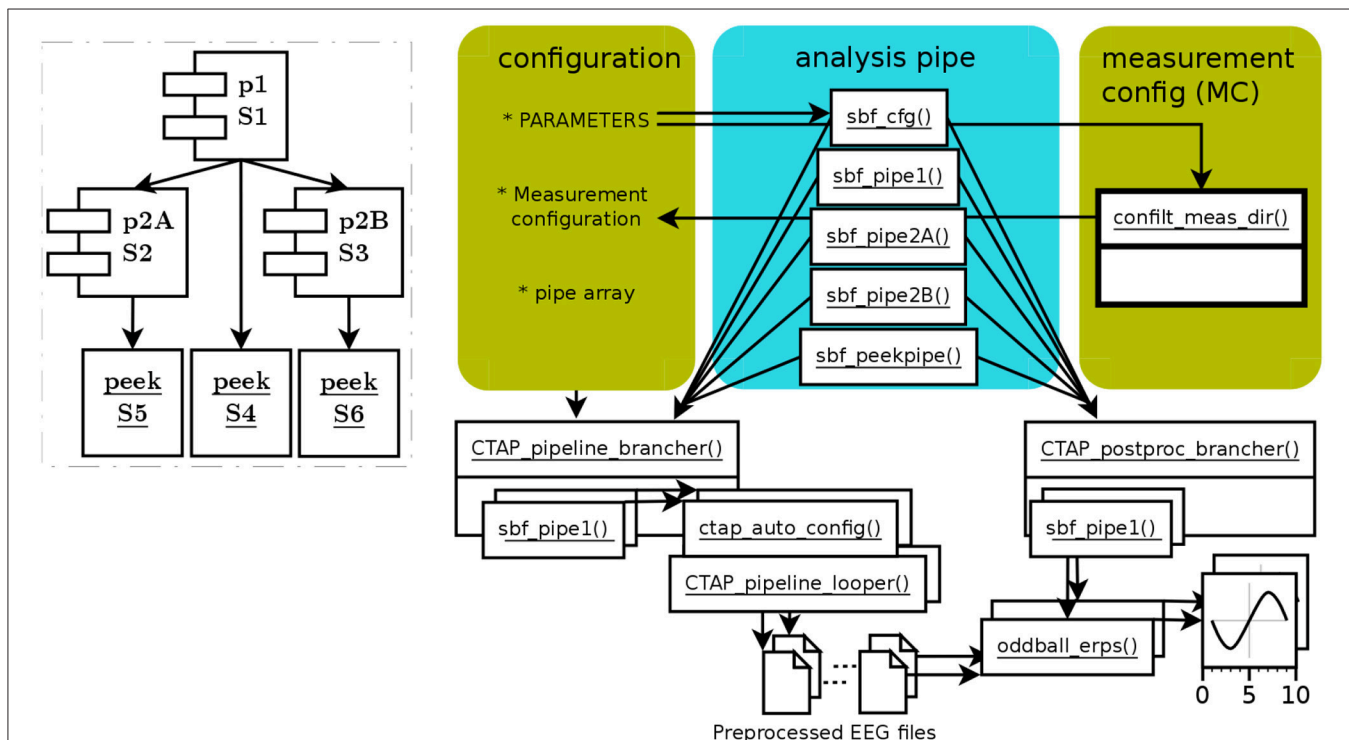 p1
S1
p2A
S2
p2B
S3
peek
S5
peek
S4
peek
S6
configuration
* PARAMETERS
* Measurement
configuration
* pipe array
analysis pipe
sbf_cfg()
sbf_pipe1()
sbf_pipe2A()
sbf_pipe2B()
sbf_peekpipe()
measurement
config (MC)
confilt_meas_dir()
CTAP_pipeline_brancher()
sbf_pipe1()
ctap_auto_config()
CTAP_pipeline_looper()
CTAP_postproc_brancher()
sbf_pipe1()
oddball_erps()
0 5 10
Preprocessed EEG files